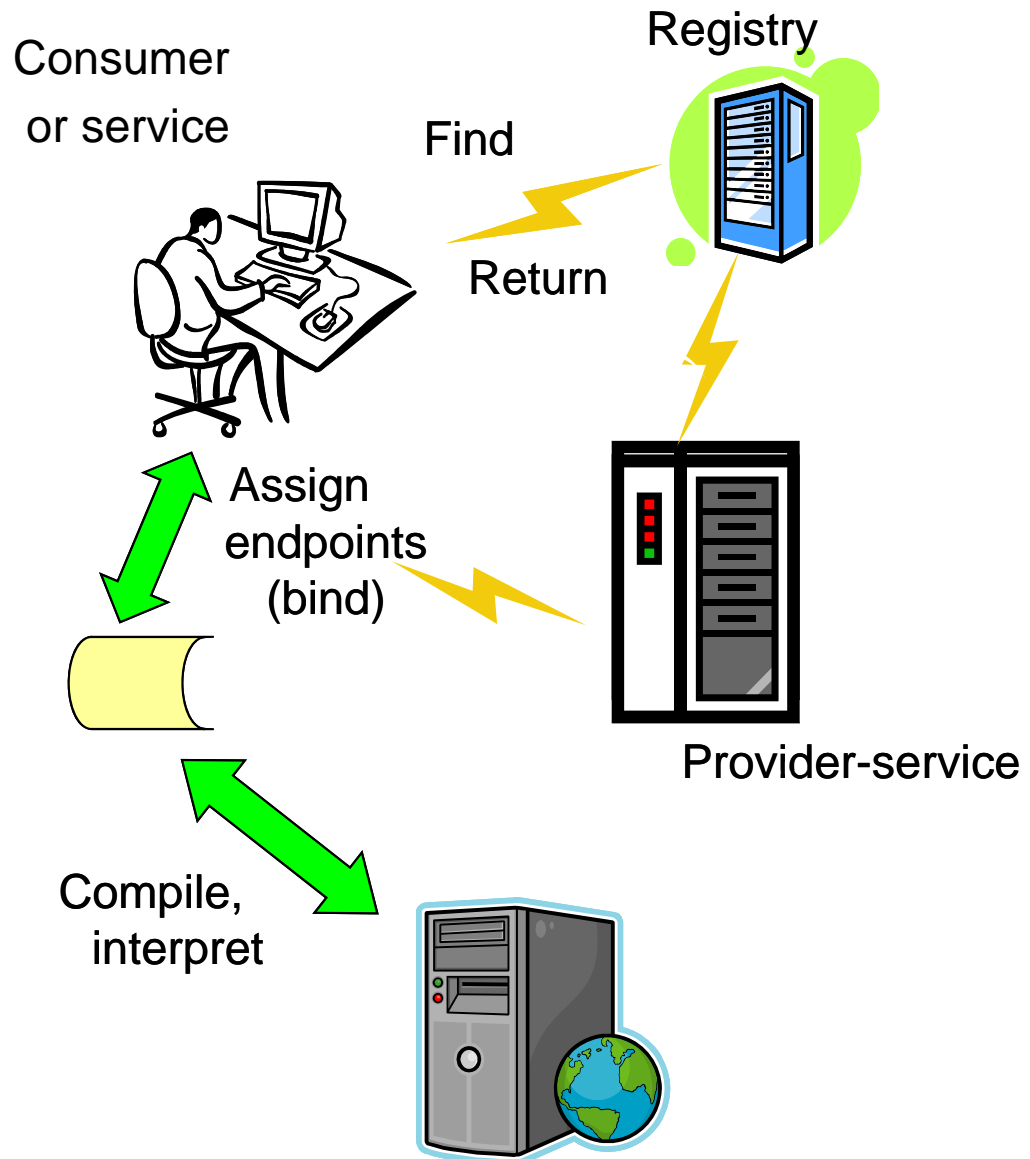 Consumer
or service
Registry
Find
Return
Assign
endpoints
(bind)
Provider-service
Compile,
interpret